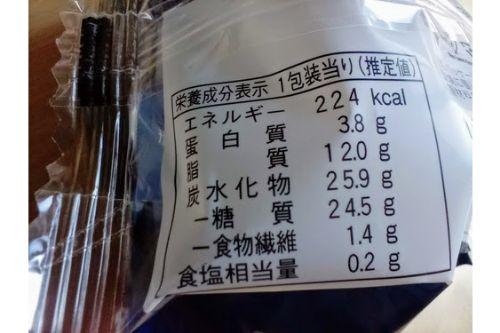 栄養成分表示 1包装当り(推定値)
エネルギー 224 kcal
蛋白質 3.8 g
脂質 12.0 g
炭水化物 25.9 g
－糖質 24.5 g
－食物繊維 1.4 g
食塩相当量 0.2 g